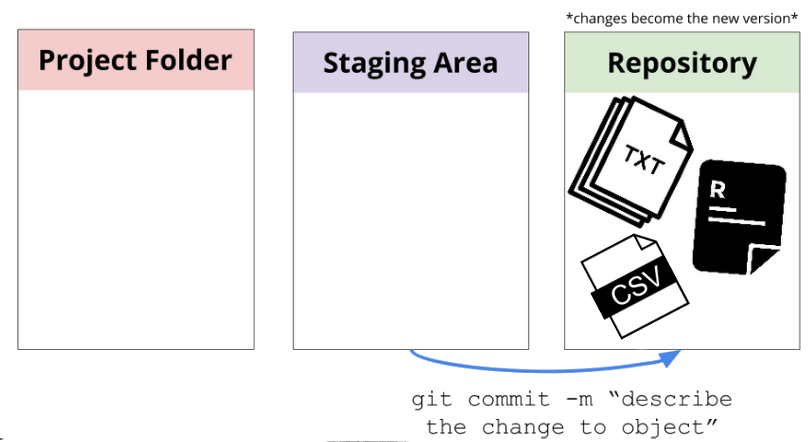 *changes become the new version*
Project Folder
Staging Area
Repository
TXT
R
CSV
git commit -m “describe
the change to object”